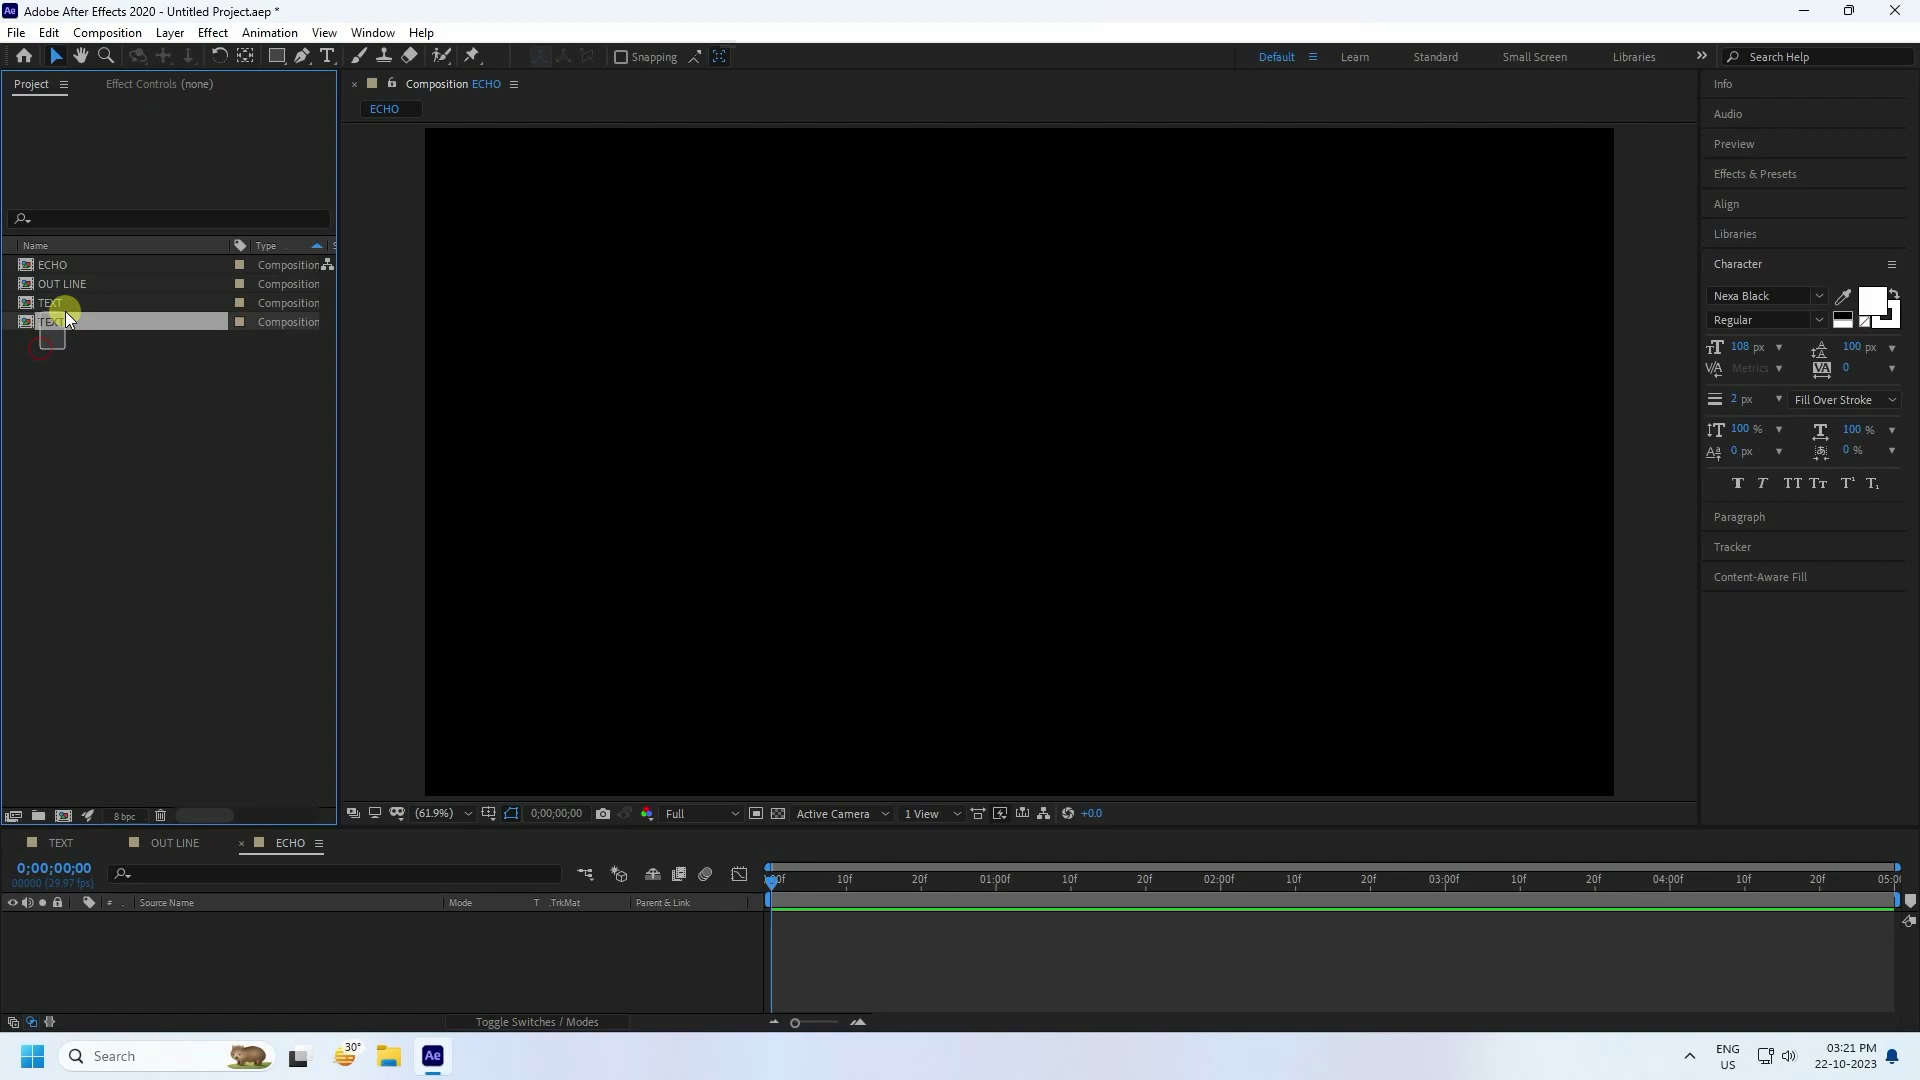 Adobe After Effects 2020 - Untitled Project.aep *
File Edit Composition Layer Effect Animation View Window Help
Snapping
Default Learn Standard Small Screen Libraries Search Help
Project Effect Controls (none)
Composition ECHO
ECHO
Name Type
ECHO Composition
OUT LINE Composition
TEXT Composition
TEXT Composition
Info
Audio
Preview
Effects & Presets
Align
Libraries
Character
Nexa Black
Regular
108 px 100 px
Metrics 0
2 px Fill Over Stroke
100 % 100 %
0 px 0 %
Paragraph
Tracker
Content-Aware Fill
8 bpc
(61.9%) 0;00;00;00 Full Active Camera 1 View +0.0
TEXT OUT LINE ECHO
0;00;00;00
00000 (29.97 fps)
10f 20f 01:00f 10f 20f 02:00f 10f 20f 03:00f 10f 20f 04:00f 10f 20f
# Source Name Mode T .TrkMat Parent & Link
Toggle Switches / Modes
Search
30°
ENG
US
03:21 PM
22-10-2023